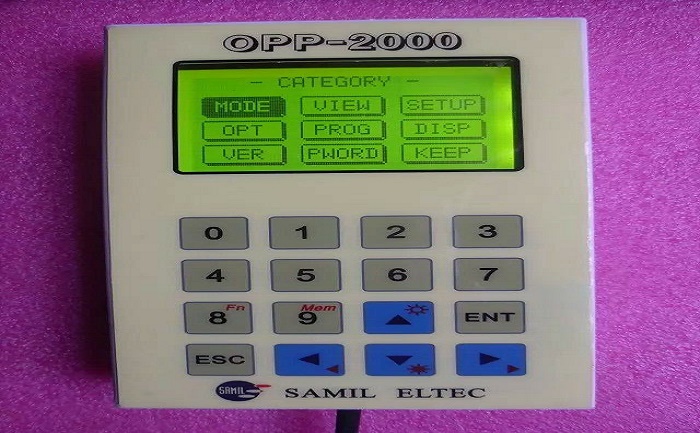 OPP-2000
- CATEGORY -
MODE VIEW SETUP
OPT PROG DISP
VER PWORD KEEP
0 1 2 3
4 5 6 7
8 Fn 9 Mem ENT
ESC
SAMIL SAMIL ELTEC